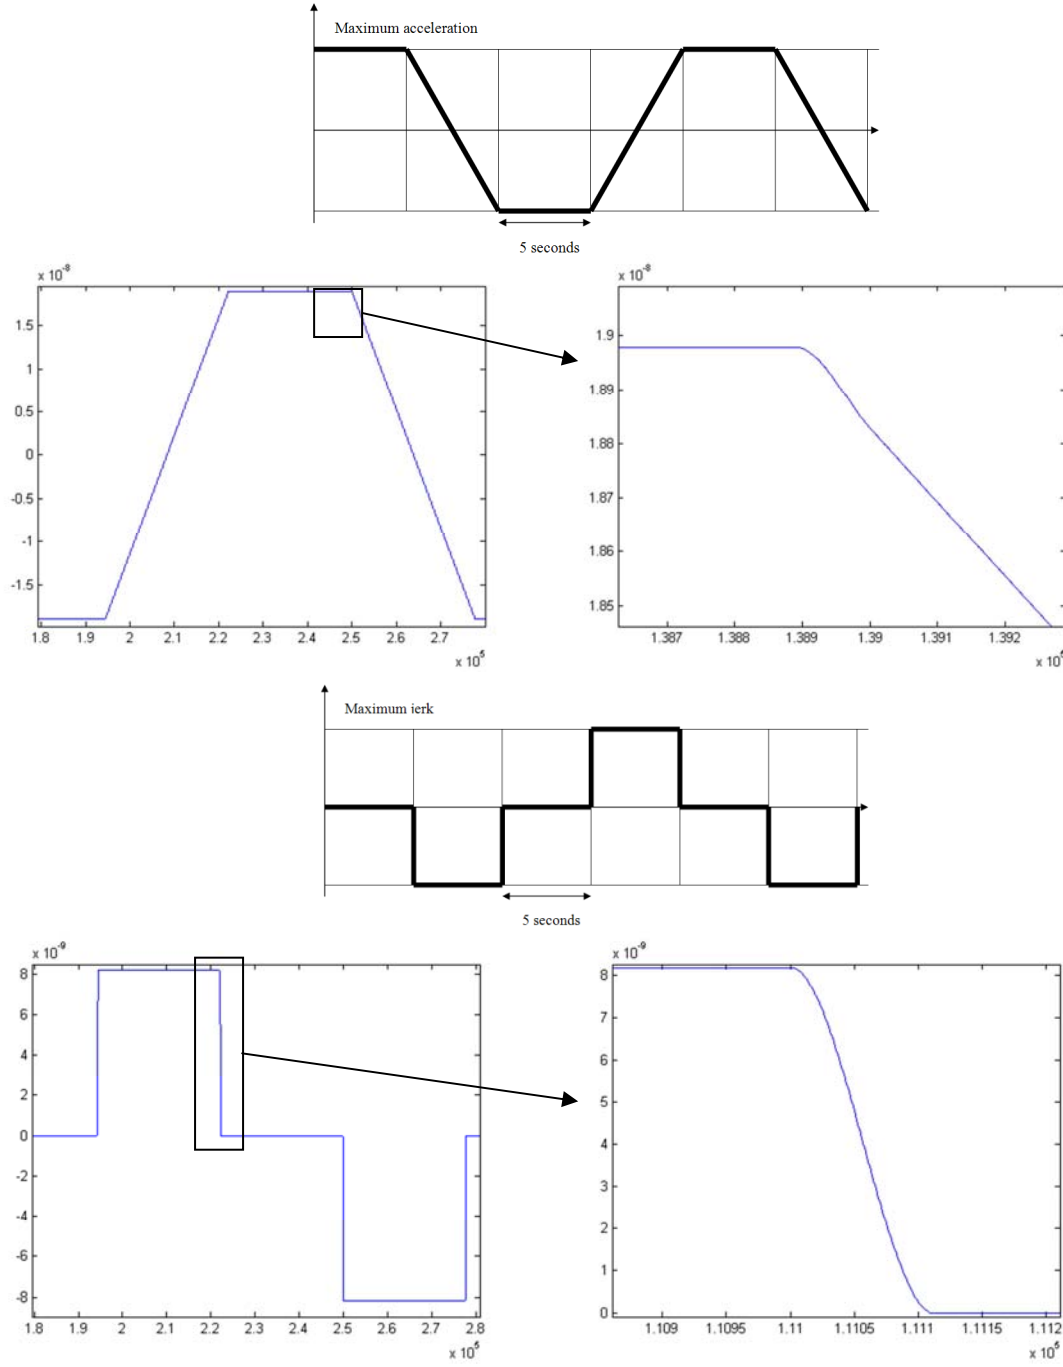 Maximum acceleration
5 seconds
x 10⁻⁸
1.5
1
0.5
0
-0.5
-1
-1.5
1.8 1.9 2 2.1 2.2 2.3 2.4 2.5 2.6 2.7
x 10⁵
x 10⁻⁸
1.9
1.89
1.88
1.87
1.86
1.85
1.387 1.388 1.389 1.39 1.391 1.392
x 10⁵
Maximum jerk
5 seconds
x 10⁻⁹
8
6
4
2
0
-2
-4
-6
-8
1.8 1.9 2 2.1 2.2 2.3 2.4 2.5 2.6 2.7 2.8
x 10⁵
x 10⁻⁹
8
7
6
5
4
3
2
1
0
1.109 1.1095 1.11 1.1105 1.111 1.1115 1.112
x 10⁵